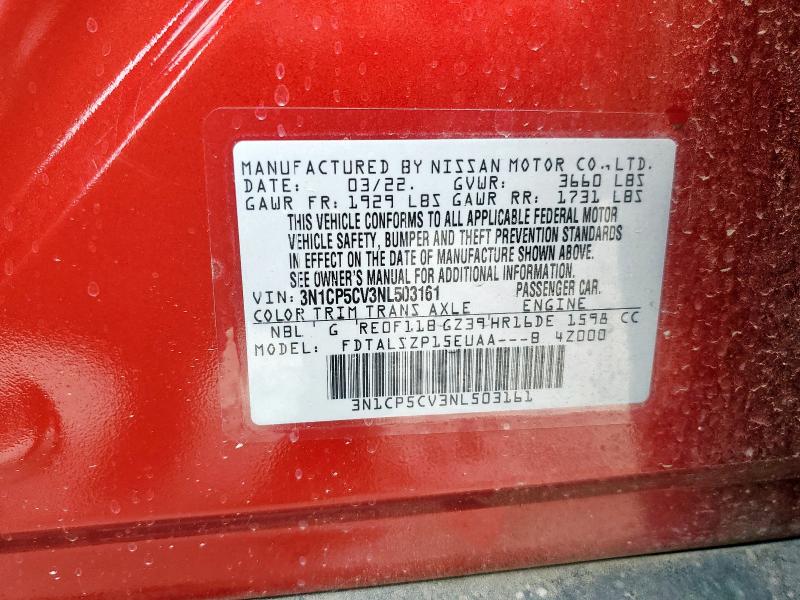 MANUFACTURED BY NISSAN MOTOR CO., LTD.
DATE: 03/22. GVWR: 3660 LBS
GAWR FR: 1929 LBS GAWR RR: 1731 LBS
THIS VEHICLE CONFORMS TO ALL APPLICABLE FEDERAL MOTOR
VEHICLE SAFETY, BUMPER AND THEFT PREVENTION STANDARDS
IN EFFECT ON THE DATE OF MANUFACTURE SHOWN ABOVE.
SEE OWNER'S MANUAL FOR ADDITIONAL INFORMATION.
VIN: 3N1CP5CV3NL503161 PASSENGER CAR.
COLOR TRIM TRANS AXLE ENGINE
NBL G RE0F11B GZ39 HR16DE 1598 CC
MODEL: FDTALSZP15EUAA---B 4Z000
3N1CP5CV3NL503161